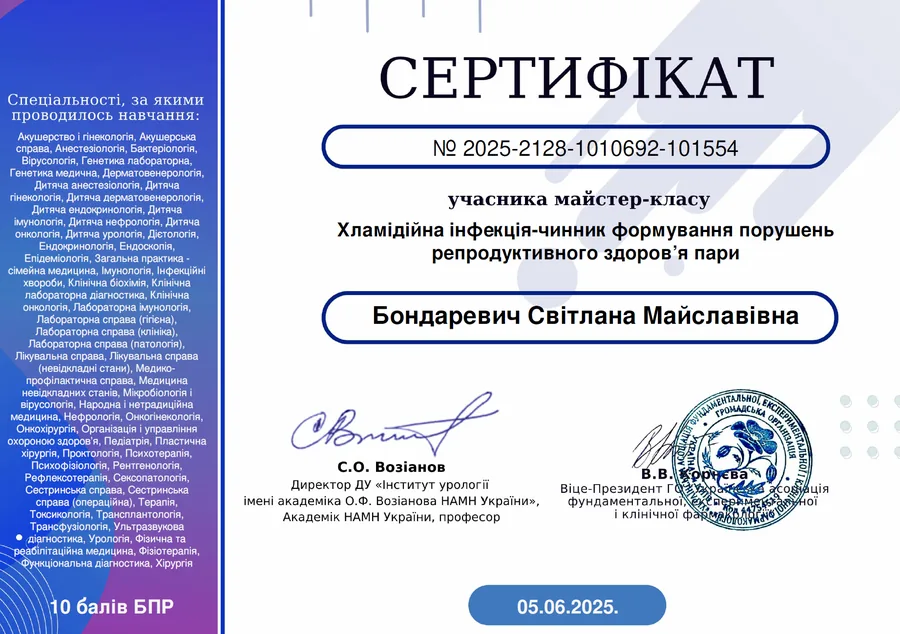 Спеціальності, за якими
проводилось навчання:
Акушерство і гінекологія, Акушерська
справа, Анестезіологія, Бактеріологія,
Вірусологія, Генетика лабораторна,
Генетика медична, Дерматовенерологія,
Дитяча анестезіологія, Дитяча
гінекологія, Дитяча дерматовенерологія,
Дитяча ендокринологія, Дитяча
імунологія, Дитяча нефрологія, Дитяча
онкологія, Дитяча урологія, Дієтологія,
Ендокринологія, Ендоскопія,
Епідеміологія, Загальна практика -
сімейна медицина, Імунологія, Інфекційні
хвороби, Клінічна біохімія, Клінічна
лабораторна діагностика, Клінічна
онкологія, Лабораторна імунологія,
Лабораторна справа (гігієна),
Лабораторна справа (клініка),
Лабораторна справа (патологія),
Лікувальна справа, Лікувальна справа
(невідкладні стани), Медико-
профілактична справа, Медицина
невідкладних станів, Мікробіологія і
вірусологія, Народна і нетрадиційна
медицина, Нефрологія, Онкогінекологія,
Онкохірургія, Організація і управління
охороною здоров'я, Педіатрія, Пластична
хірургія, Проктологія, Психотерапія,
Психофізіологія, Рентгенологія,
Рефлексотерапія, Сексопатологія,
Сестринська справа, Сестринська
справа (операційна), Терапія,
Токсикологія, Трансплантологія,
Трансфузіологія, Ультразвукова
діагностика, Урологія, Фізична та
реабілітаційна медицина, Фізіотерапія,
Функціональна діагностика, Хірургія
10 балів БПР
СЕРТИФІКАТ
№ 2025-2128-1010692-101554
учасника майстер-класу
Хламідійна інфекція-чинник формування порушень
репродуктивного здоров’я пари
Бондаревич Світлана Майславівна
С.О. Возіанов
Директор ДУ «Інститут урології
імені академіка О.Ф. Возіанова НАМН України»,
Академік НАМН України, професор
В.В. Корнєва
Віце-Президент ГО Українська асоціація
фундаментальної, експериментальної
і клінічної фармакології
ГРОМАДСЬКА ОРГАНІЗАЦІЯ
05.06.2025.